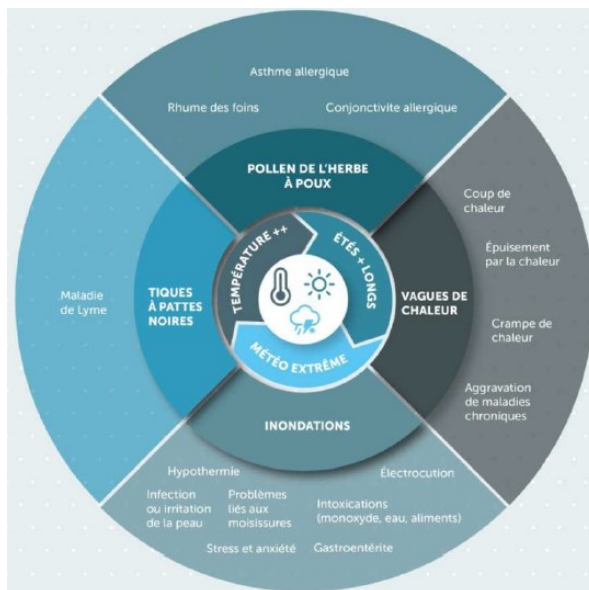 Asthme allergique
Rhume des foins
Conjonctivite allergique
POLLEN DE L'HERBE
À POUX
Coup de
chaleur
Épuisement
par la chaleur
Crampe de
chaleur
Aggravation
de maladies
chroniques
VAGUES DE
CHALEUR
TEMPÉRATURE ++
ÉTÉS + LONGS
MÉTÉO EXTRÊME
TIQUES
À PATTES
NOIRES
Maladie
de Lyme
INONDATIONS
Hypothermie
Électrocution
Infection
ou irritation
de la peau
Problèmes
liés aux
moisissures
Intoxications
(monoxyde, eau, aliments)
Stress et anxiété
Gastroentérite